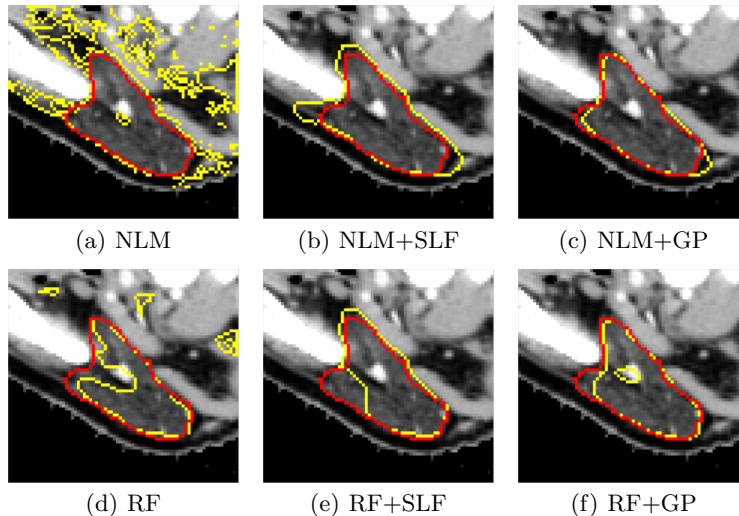 (a) NLM
(b) NLM+SLF
(c) NLM+GP
(d) RF
(e) RF+SLF
(f) RF+GP